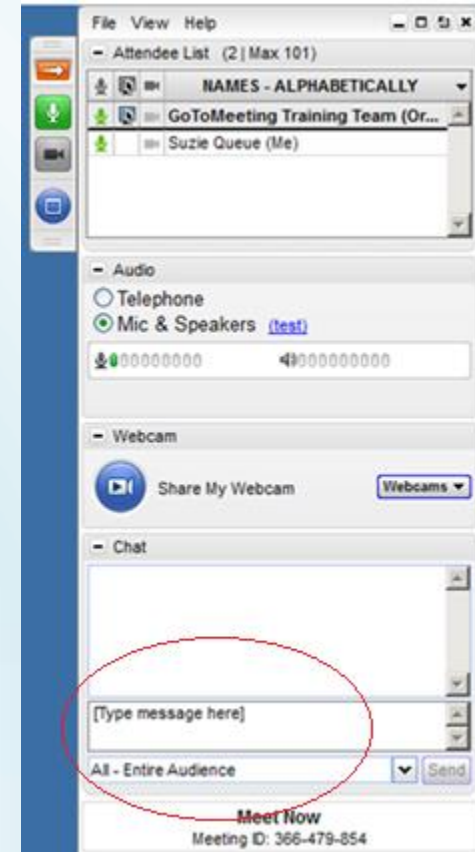 File View Help
Attendee List (2 | Max 101)
NAMES - ALPHABETICALLY
GoToMeeting Training Team (Or...
Suzie Queue (Me)
Audio
Telephone
Mic & Speakers (test)
Webcam
Share My Webcam
Webcams
Chat
[Type message here]
All - Entire Audience
Send
Meet Now
Meeting ID: 366-479-854